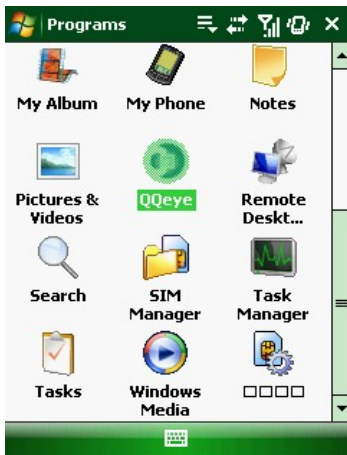 Programs
My Album
My Phone
Notes
Pictures &
Videos
QQeye
Remote
Deskt...
Search
SIM
Manager
Task
Manager
Tasks
Windows
Media
□□□□